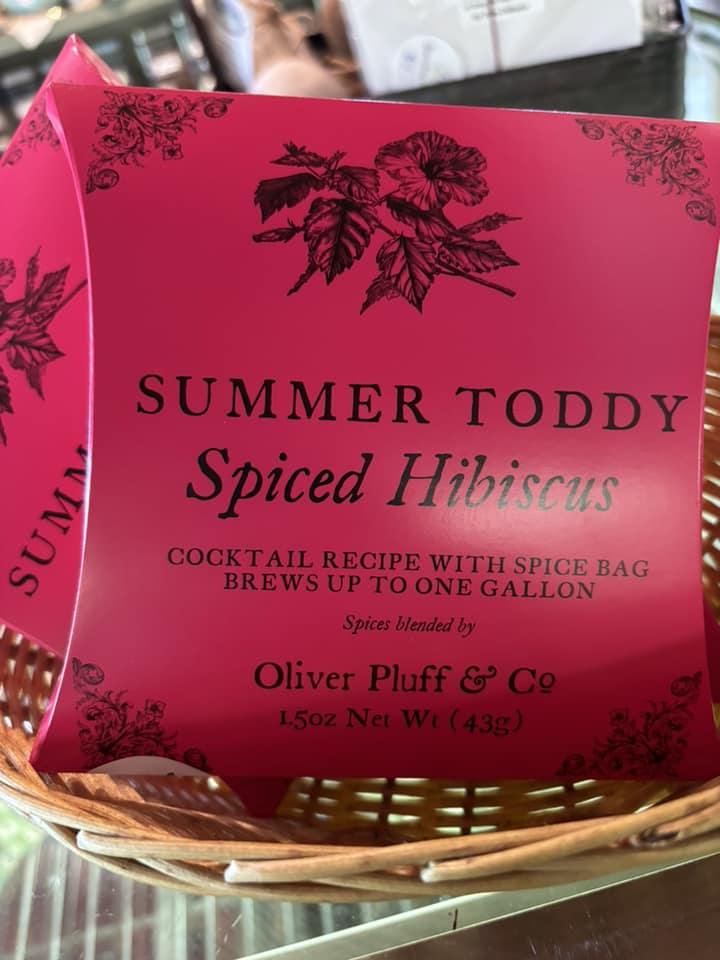 SUMMER TODDY
Spiced Hibiscus
COCKTAIL RECIPE WITH SPICE BAG
BREWS UP TO ONE GALLON
Spices blended by
Oliver Pluff & Co
1.5oz Net Wt (43g)
SUMM